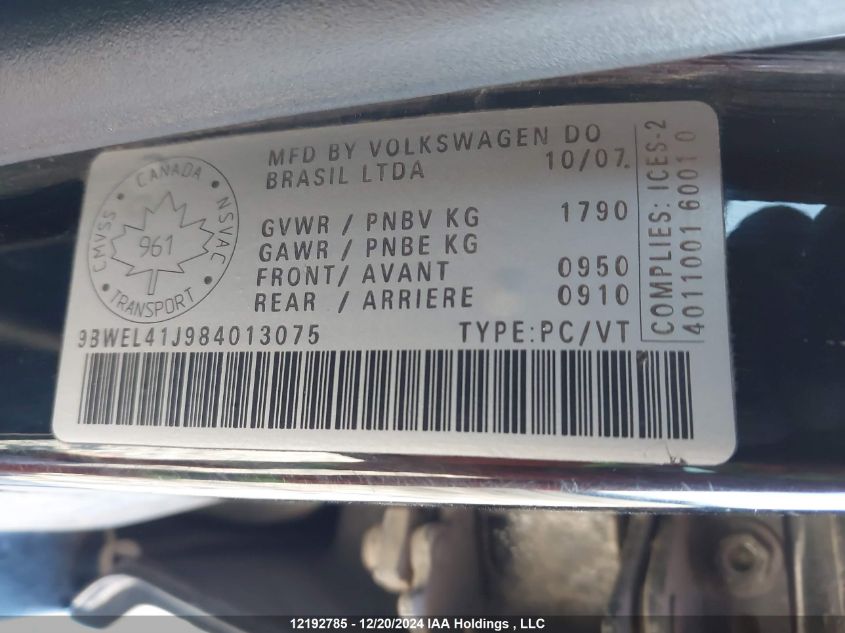 MFD BY VOLKSWAGEN DO
BRASIL LTDA 10/07
CANADA
CMVSS
NSVAC
961
TRANSPORT
GVWR / PNBV KG 1790
GAWR / PNBE KG
FRONT/ AVANT 0950
REAR / ARRIERE 0910
9BWEL41J984013075 TYPE:PC/VT
COMPLIES: ICES-2
4011001 6001 0
12192785 - 12/20/2024 IAA Holdings , LLC